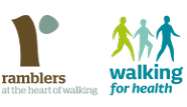 ramblers
at the heart of walking
walking
for health